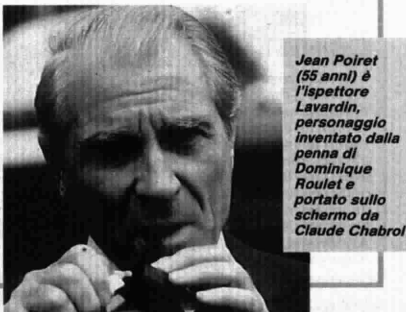 Jean Poiret
(55 anni) è
l'ispettore
Lavardin,
personaggio
inventato dalla
penna di
Dominique
Roulet e
portato sullo
schermo da
Claude Chabrol